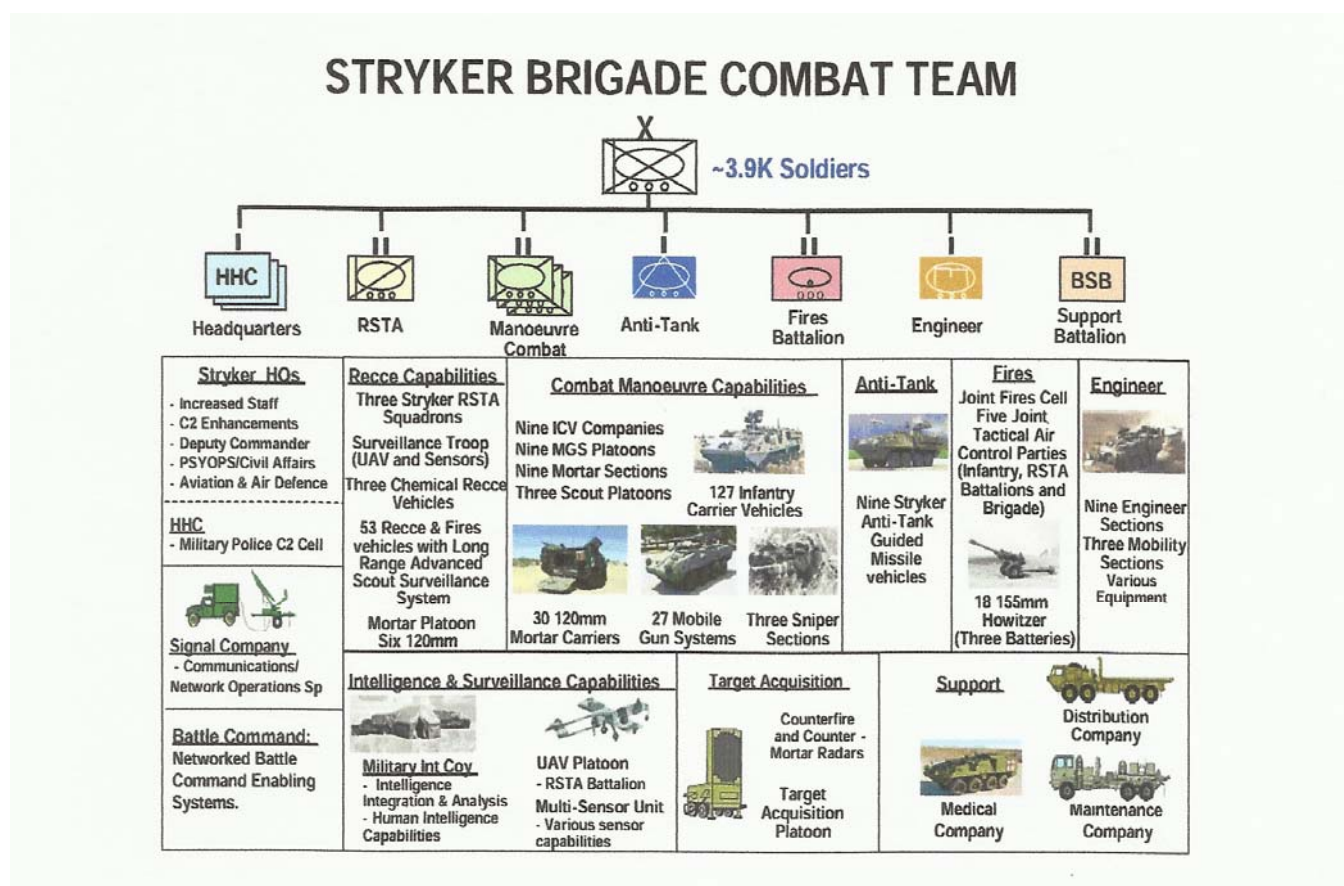 STRYKER BRIGADE COMBAT TEAM
X
~3.9K Soldiers
HHC
BSB
Headquarters
RSTA
Manoeuvre
Combat
Anti-Tank
Fires
Battalion
Engineer
Support
Battalion
Stryker HQs
- Increased Staff
- C2 Enhancements
- Deputy Commander
- PSYOPS/Civil Affairs
- Aviation & Air Defence
HHC
- Military Police C2 Cell
Signal Company
- Communications/
Network Operations Sp
Battle Command:
Networked Battle
Command Enabling
Systems.
Recce Capabilities
Three Stryker RSTA
Squadrons
Surveillance Troop
(UAV and Sensors)
Three Chemical Recce
Vehicles
53 Recce & Fires
vehicles with Long
Range Advanced
Scout Surveillance
System
Mortar Platoon
Six 120mm
Combat Manoeuvre Capabilities
Nine ICV Companies
Nine MGS Platoons
Nine Mortar Sections
Three Scout Platoons
127 Infantry
Carrier Vehicles
30 120mm
Mortar Carriers
27 Mobile
Gun Systems
Three Sniper
Sections
Anti-Tank
Nine Stryker
Anti-Tank
Guided
Missile
vehicles
Fires
Joint Fires Cell
Five Joint
Tactical Air
Control Parties
(Infantry, RSTA
Battalions and
Brigade)
18 155mm
Howitzer
(Three Batteries)
Engineer
Nine Engineer
Sections
Three Mobility
Sections
Various
Equipment
Intelligence & Surveillance Capabilities
Military Int Coy
- Intelligence
Integration & Analysis
- Human Intelligence
Capabilities
UAV Platoon
- RSTA Battalion
Multi-Sensor Unit
- Various sensor
capabilities
Target Acquisition
Counterfire
and Counter -
Mortar Radars
Target
Acquisition
Platoon
Support
Distribution
Company
Medical
Company
Maintenance
Company